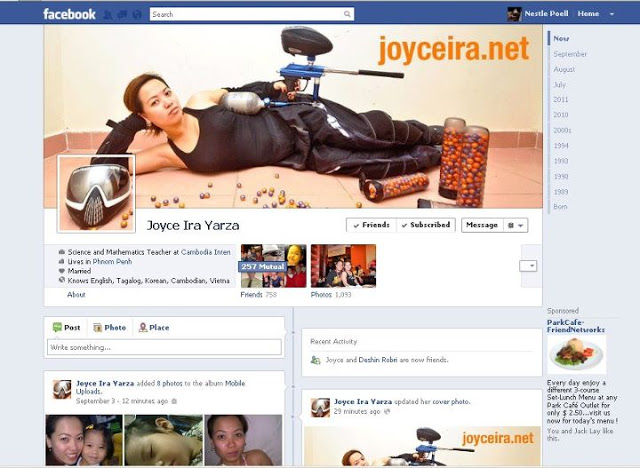 facebook
Search
Nestle Poell
Home
joyceira.net
Now
September
August
July
2011
2010
2000s
1994
1993
1990
1989
Born
Joyce Ira Yarza
Friends
Subscribed
Message
Science and Mathematics Teacher at Cambodia Inten
Lives in Phnom Penh
Married
Knows English, Tagalog, Korean, Cambodian, Vietna
About
257 Mutual
Friends 758
Photos 1,093
Post
Photo
Place
Write something...
Joyce Ira Yarza added 8 photos to the album Mobile
Uploads.
September 3 · 12 minutes ago
Recent Activity
Joyce and Deshin Robri are now friends.
Joyce Ira Yarza updated her cover photo.
29 minutes ago
joyceira.net
Sponsored
ParkCafe-
FriendNetworks
Every day enjoy a
different 3-course
Set-Lunch Menu at any
Park Café Outlet for
only $ 2.50...visit us
now for today's menu !
You and Jack Lay like
this.